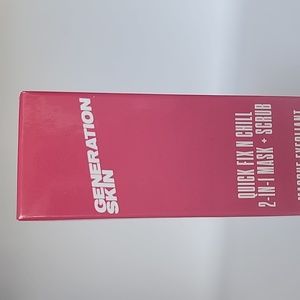 GENERATION
SKIN
QUICK FIX N CHILL
2-IN-1 MASK + SCRUB